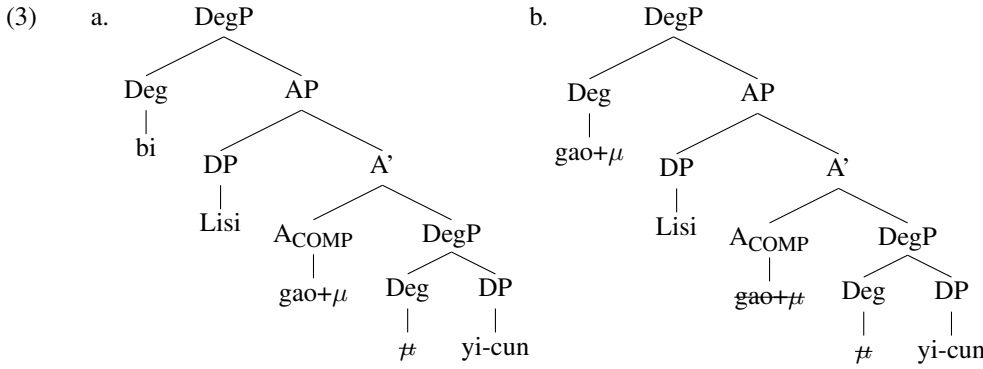 (3) a. DegP b. DegP
Deg AP Deg AP
bi gao+μ
DP A' DP A'
Lisi Lisi
A_COMP DegP A_COMP DegP
gao+μ Deg DP gao+μ Deg DP
μ yi-cun μ yi-cun